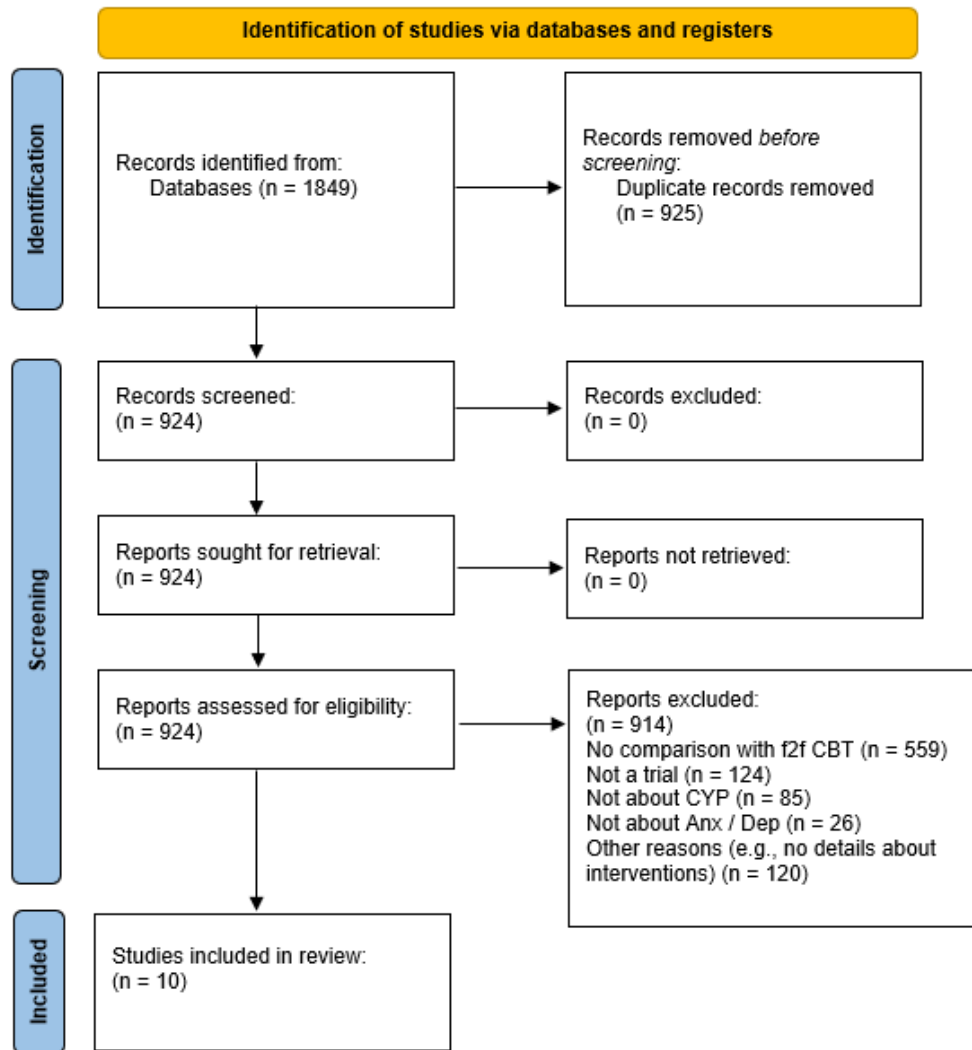 Identification of studies via databases and registers
Identification
Records identified from:
Databases (n = 1849)
Records removed before
screening:
Duplicate records removed
(n = 925)
Screening
Records screened:
(n = 924)
Records excluded:
(n = 0)
Reports sought for retrieval:
(n = 924)
Reports not retrieved:
(n = 0)
Reports assessed for eligibility:
(n = 924)
Reports excluded:
(n = 914)
No comparison with f2f CBT (n = 559)
Not a trial (n = 124)
Not about CYP (n = 85)
Not about Anx / Dep (n = 26)
Other reasons (e.g., no details about
interventions) (n = 120)
Included
Studies included in review:
(n = 10)